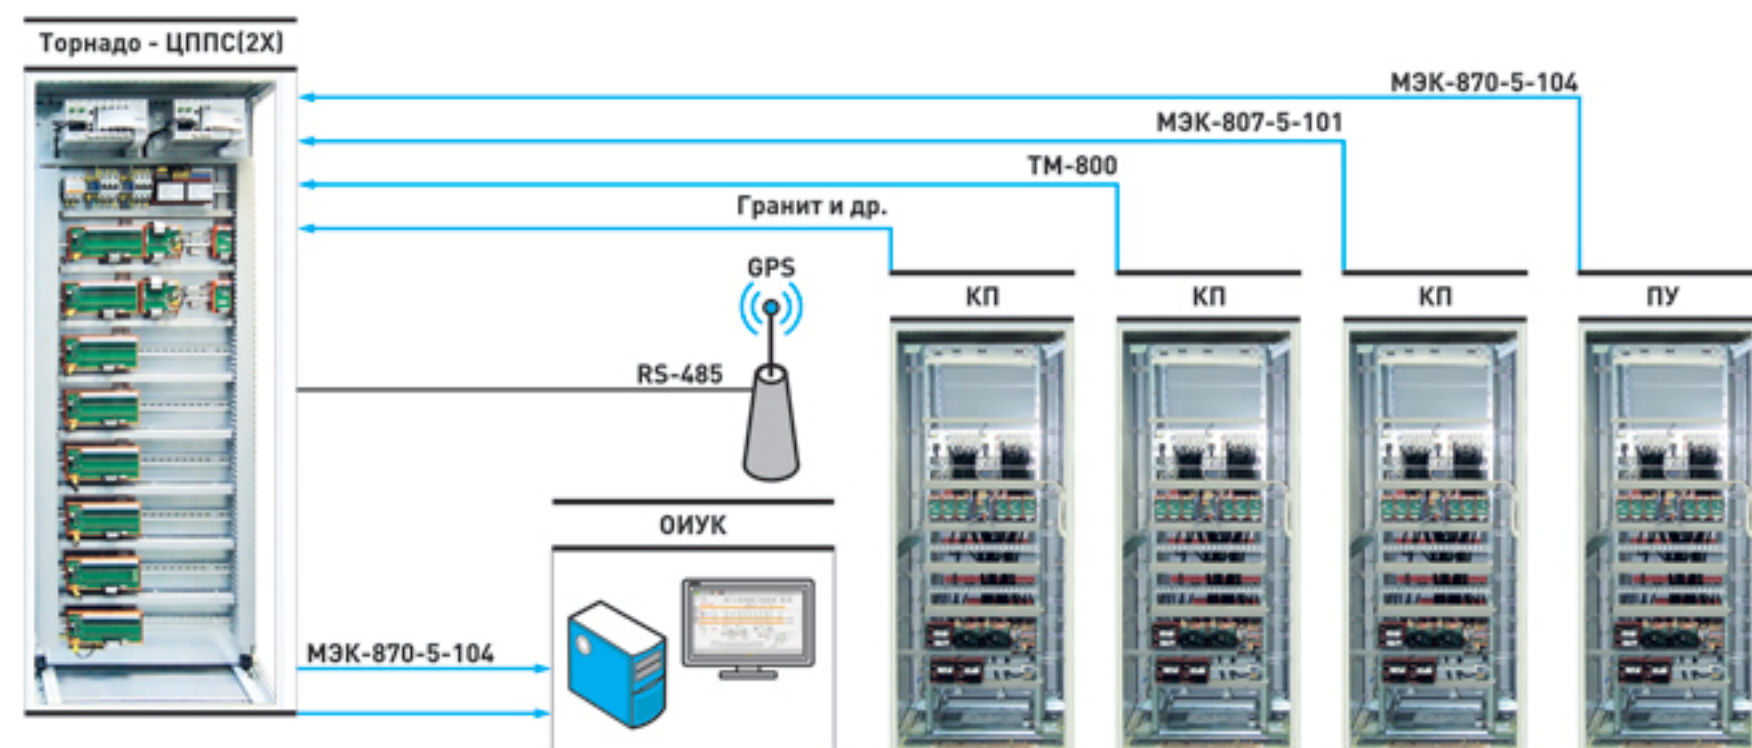 Торнадо - ЦППС(2Х)
МЭК-870-5-104
МЭК-807-5-101
ТМ-800
Гранит и др.
GPS
КП
КП
КП
ПУ
RS-485
ОИУК
МЭК-870-5-104